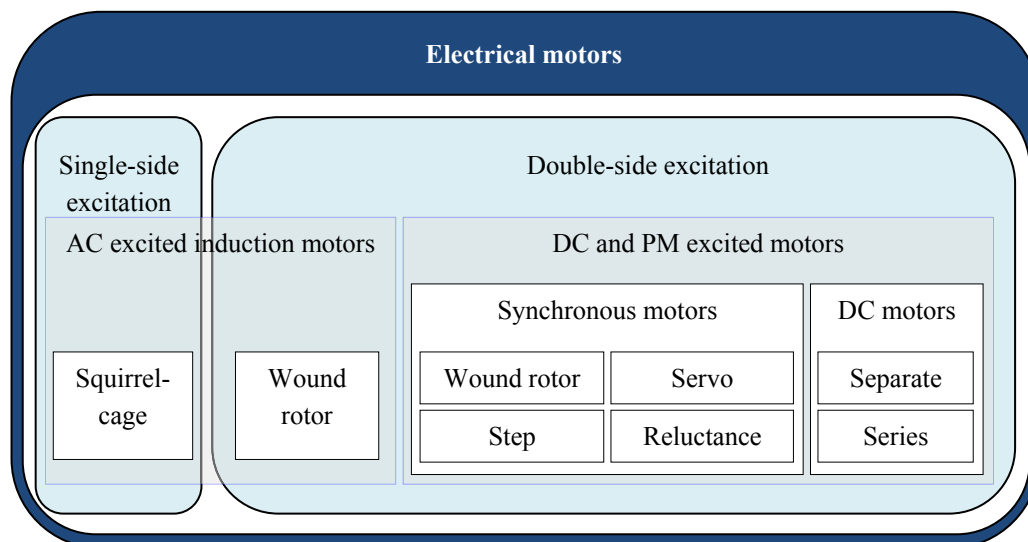 Electrical motors
Single-side
excitation
Double-side excitation
AC excited induction motors
DC and PM excited motors
Synchronous motors
DC motors
Squirrel-
cage
Wound
rotor
Wound rotor
Servo
Separate
Step
Reluctance
Series